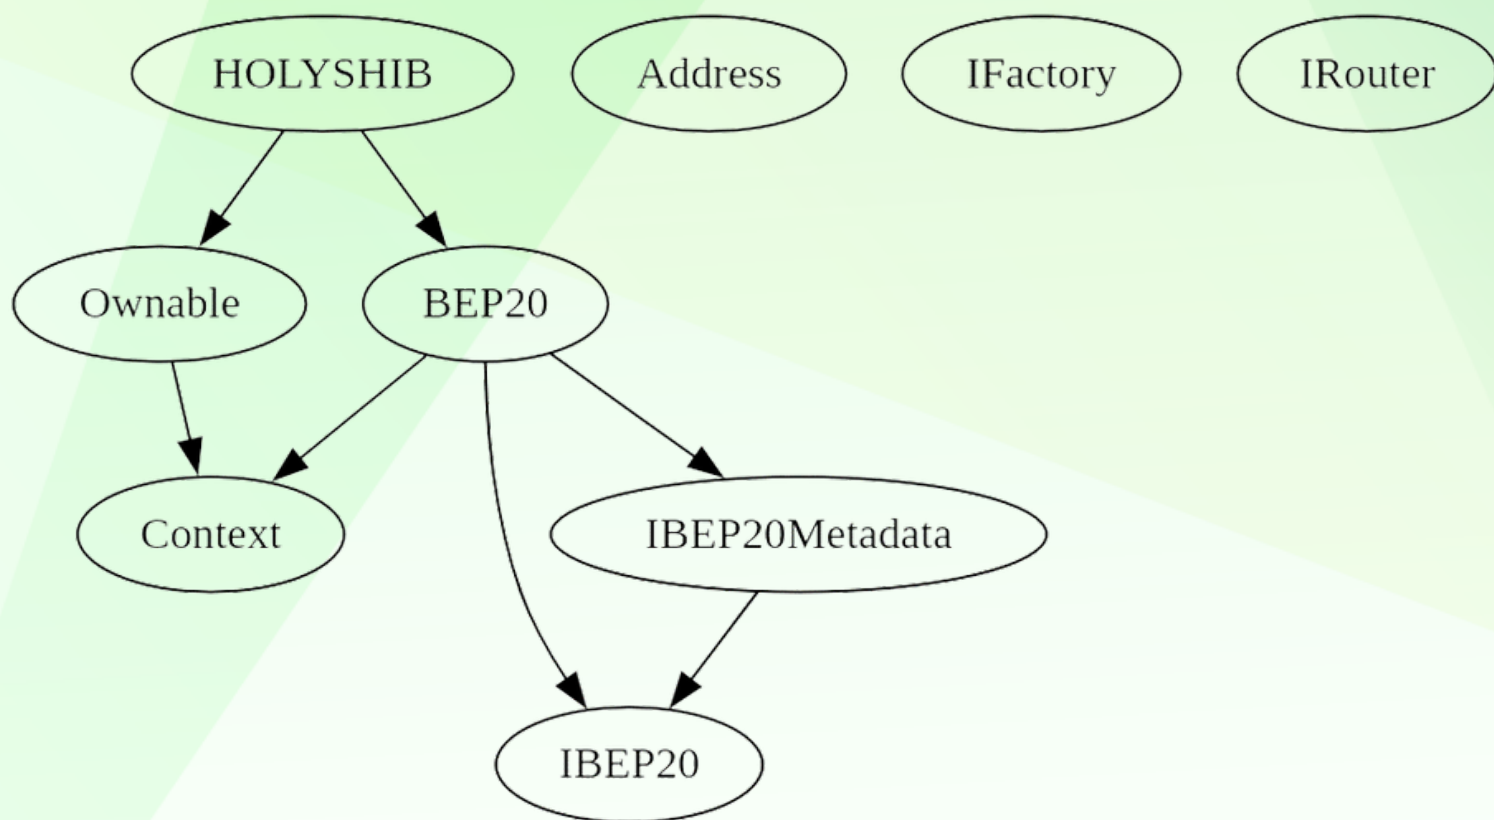 HOLYSHIB
Address
IFactory
IRouter
Ownable
BEP20
Context
IBEP20Metadata
IBEP20